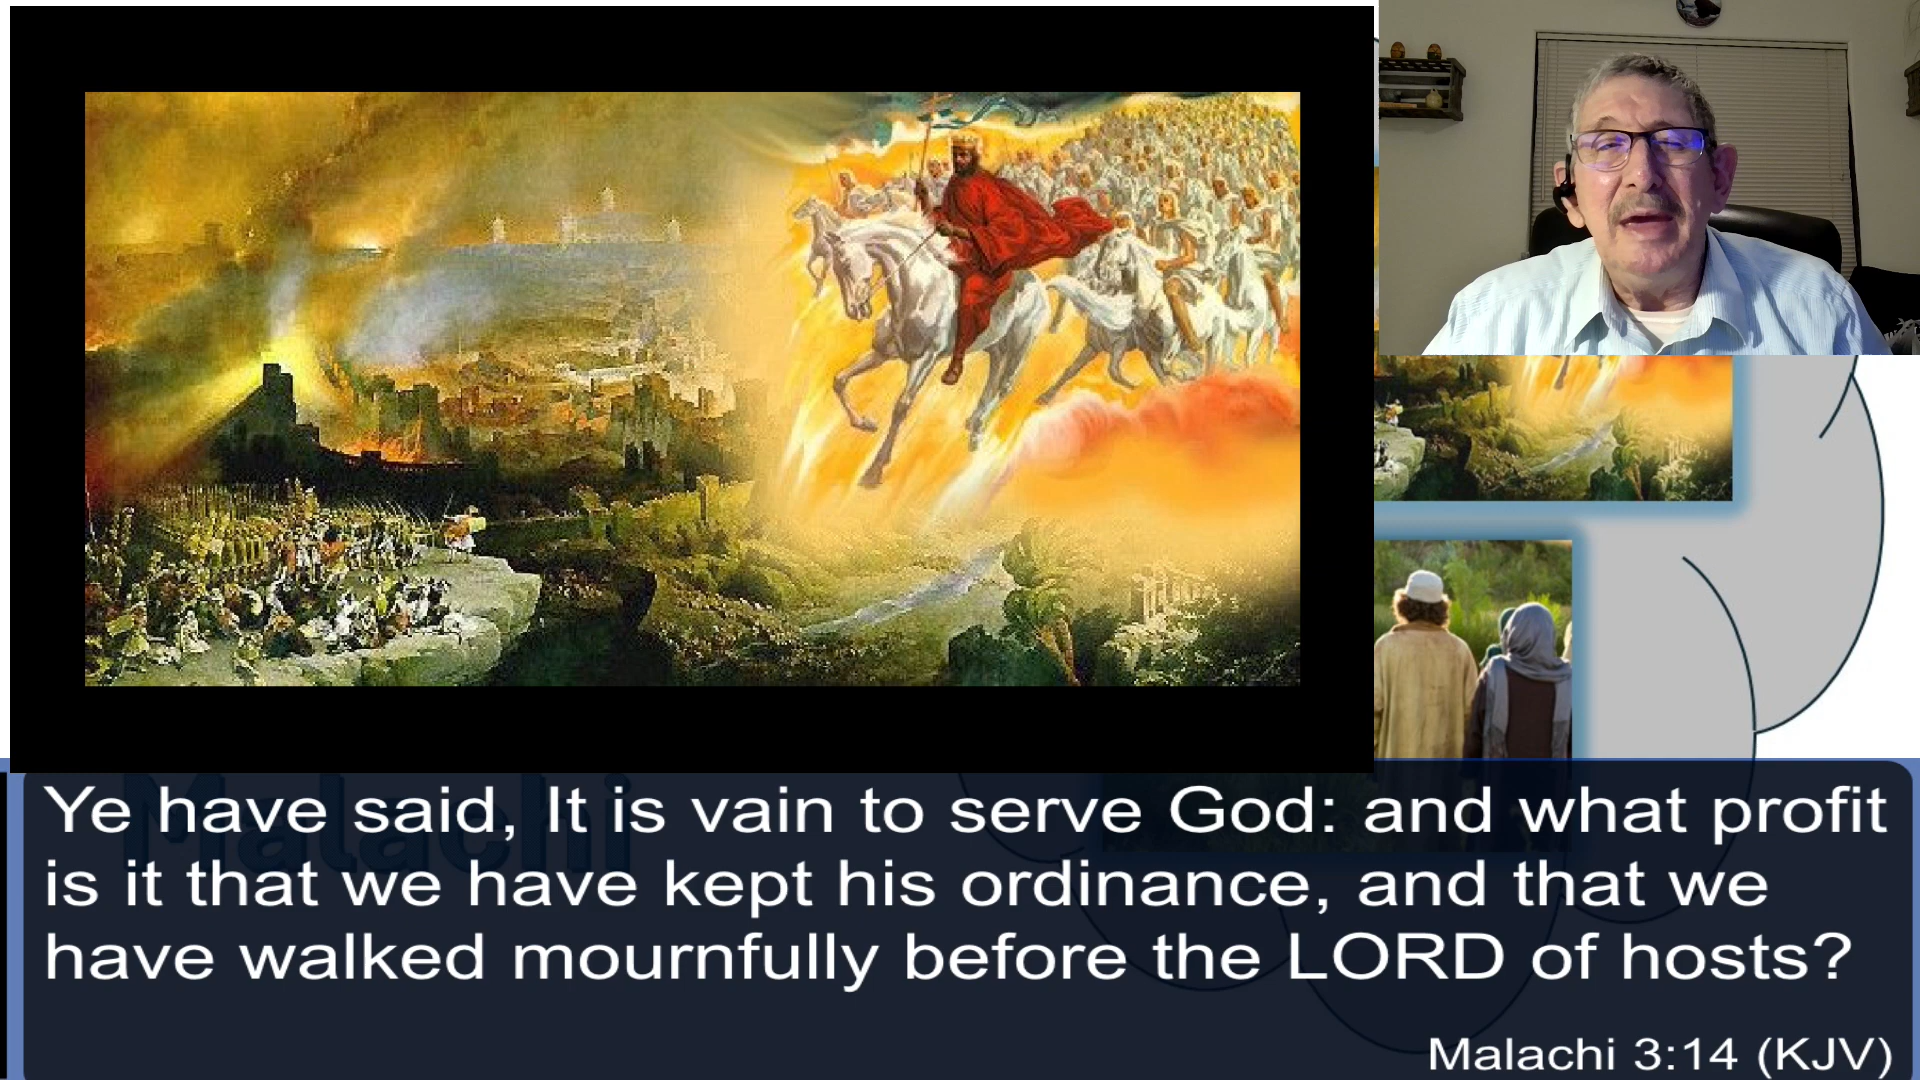 Malachi
Ye have said, It is vain to serve God: and what profit
is it that we have kept his ordinance, and that we
have walked mournfully before the LORD of hosts?
Malachi 3:14 (KJV)